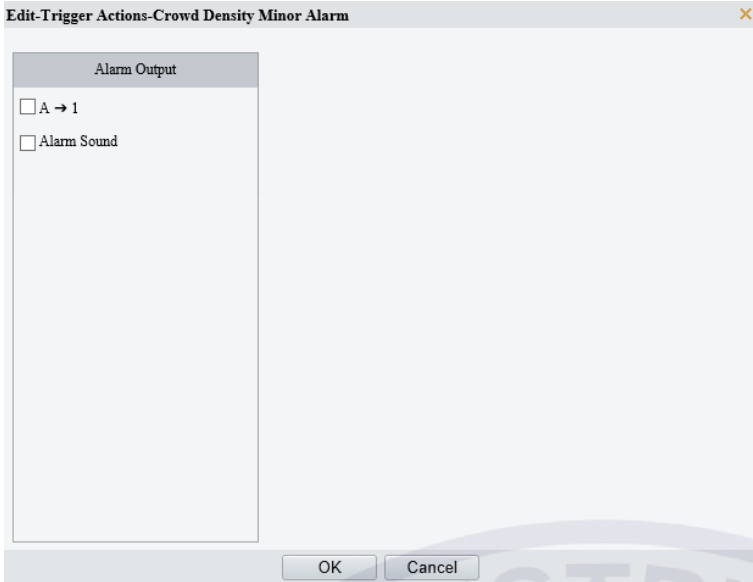 Edit-Trigger Actions-Crowd Density Minor Alarm
Alarm Output
A ➔ 1
Alarm Sound
OK Cancel